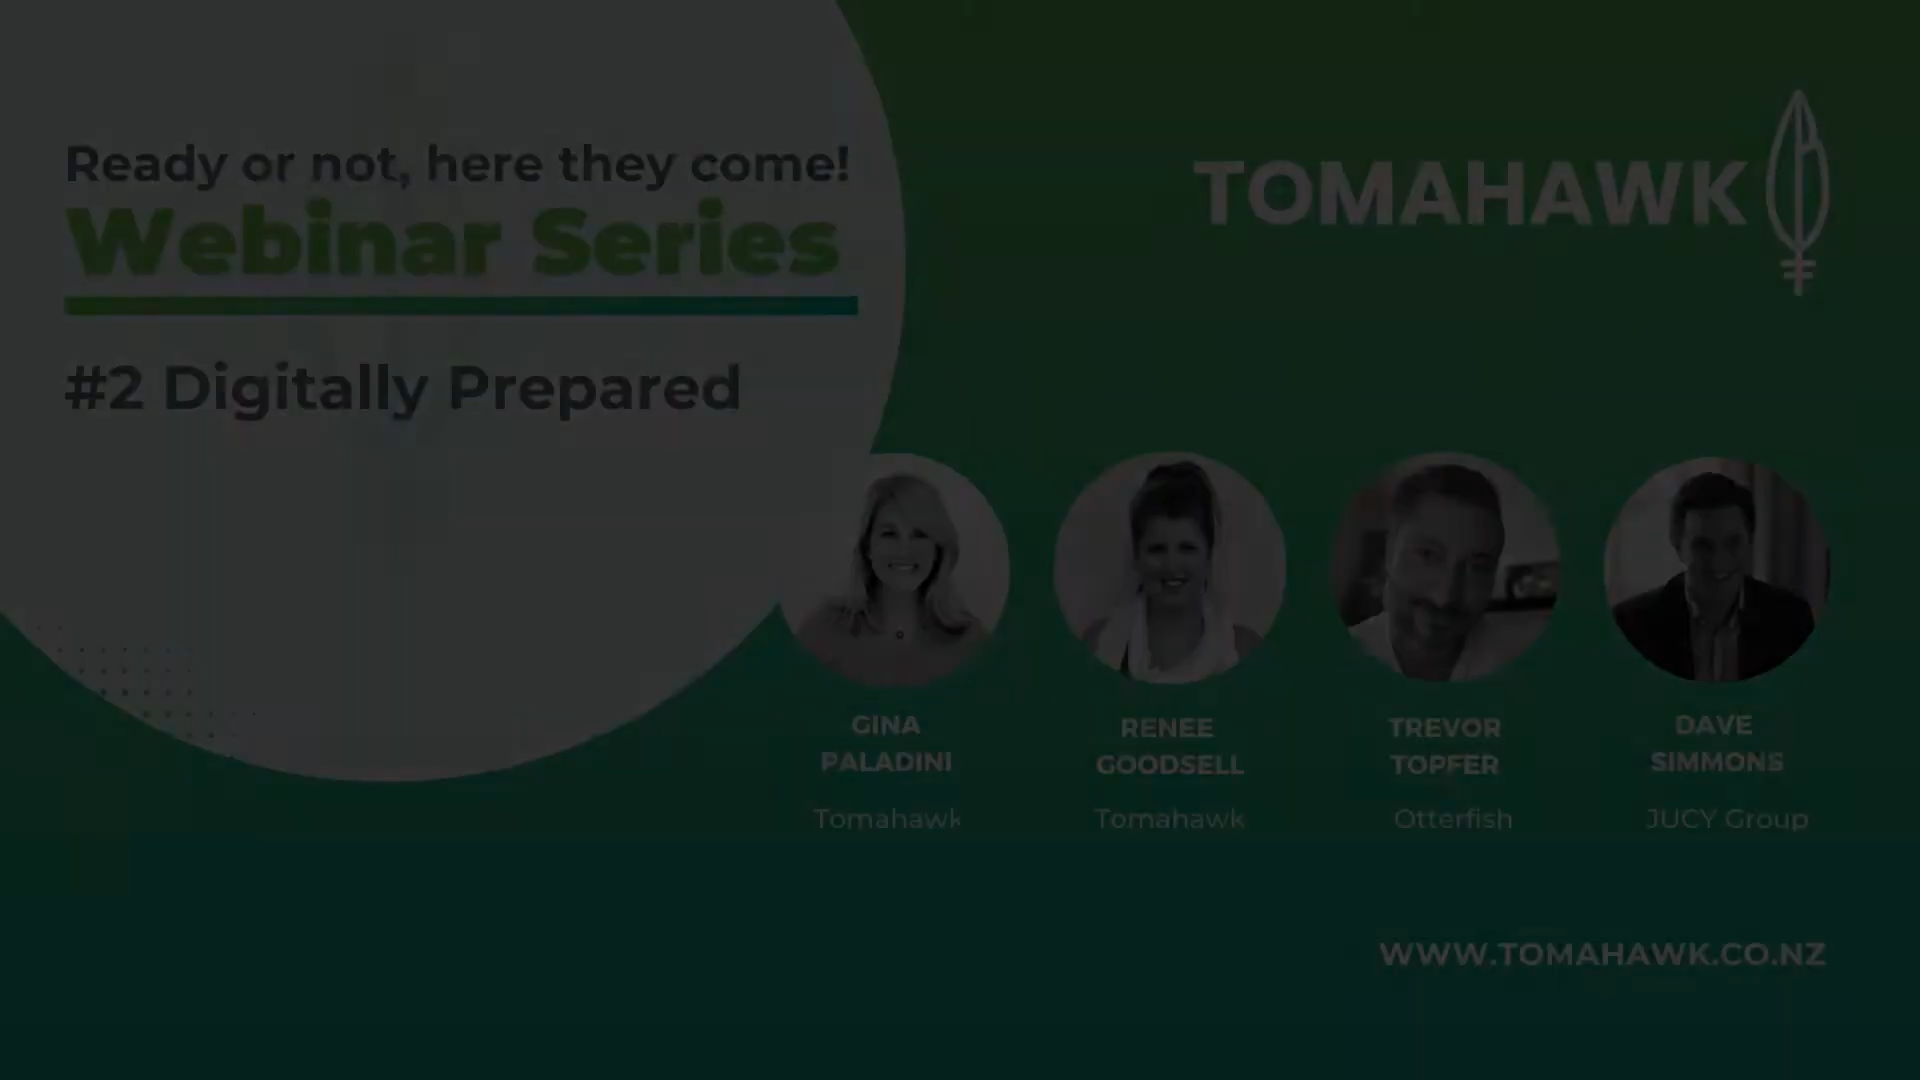 Ready or not, here they come!
Webinar Series
#2 Digitally Prepared
TOMAHAWK
GINA
PALADINI
Tomahawk
RENEE
GOODSELL
Tomahawk
TREVOR
TOPFER
Otterfish
DAVE
SIMMONS
JUCY Group
WWW.TOMAHAWK.CO.NZ